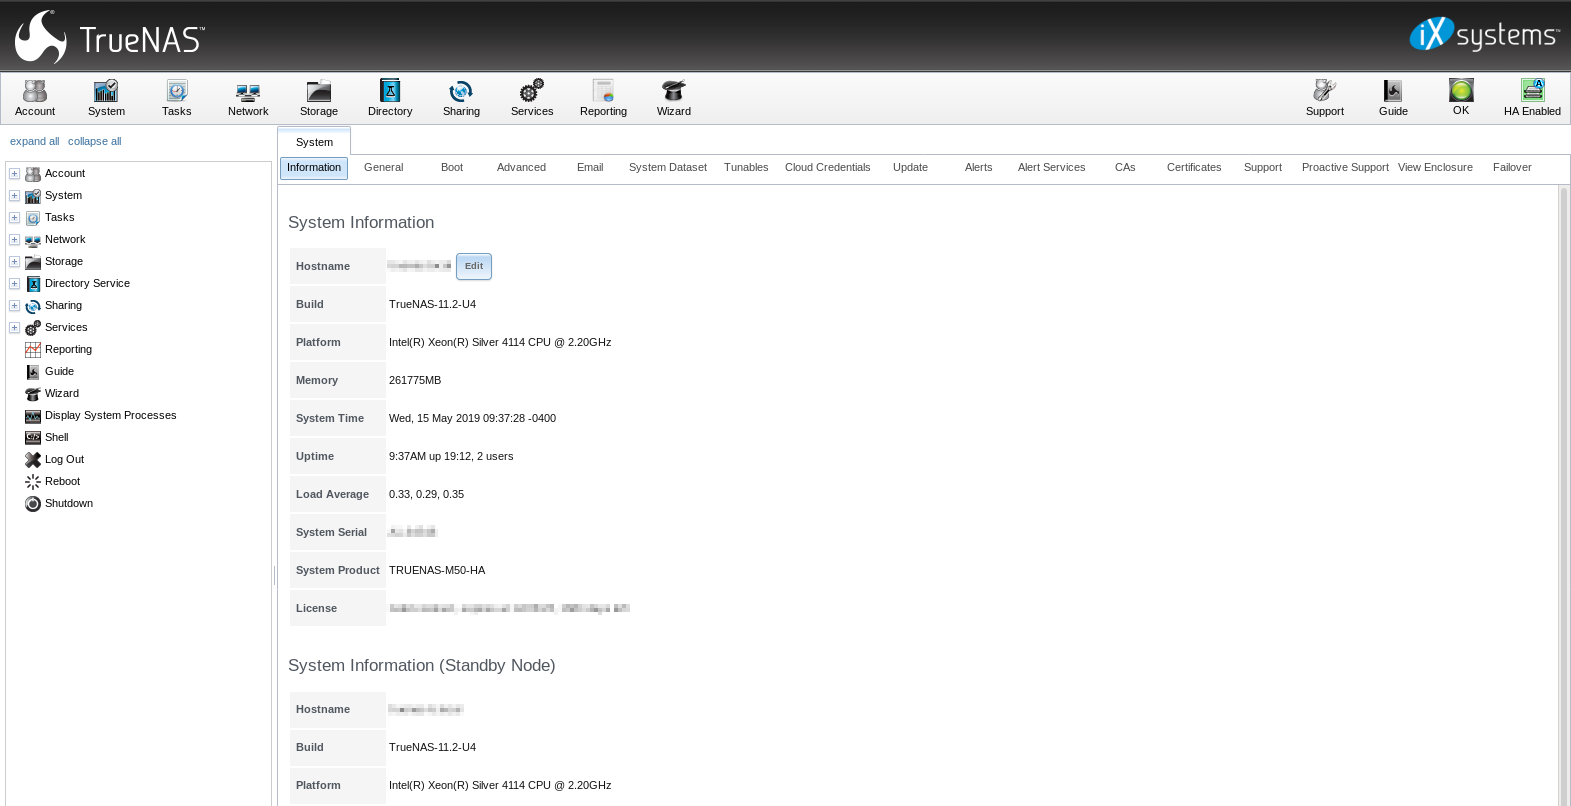 TrueNAS™
iXsystems™
Account System Tasks Network Storage Directory Sharing Services Reporting Wizard Support Guide OK HA Enabled
expand all collapse all
System
Information General Boot Advanced Email System Dataset Tunables Cloud Credentials Update Alerts Alert Services CAs Certificates Support Proactive Support View Enclosure Failover
Account
System
Tasks
Network
Storage
Directory Service
Sharing
Services
Reporting
Guide
Wizard
Display System Processes
Shell
Log Out
Reboot
Shutdown
System Information
Hostname Edit
Build TrueNAS-11.2-U4
Platform Intel(R) Xeon(R) Silver 4114 CPU @ 2.20GHz
Memory 261775MB
System Time Wed, 15 May 2019 09:37:28 -0400
Uptime 9:37AM up 19:12, 2 users
Load Average 0.33, 0.29, 0.35
System Serial
System Product TRUENAS-M50-HA
License
System Information (Standby Node)
Hostname
Build TrueNAS-11.2-U4
Platform Intel(R) Xeon(R) Silver 4114 CPU @ 2.20GHz